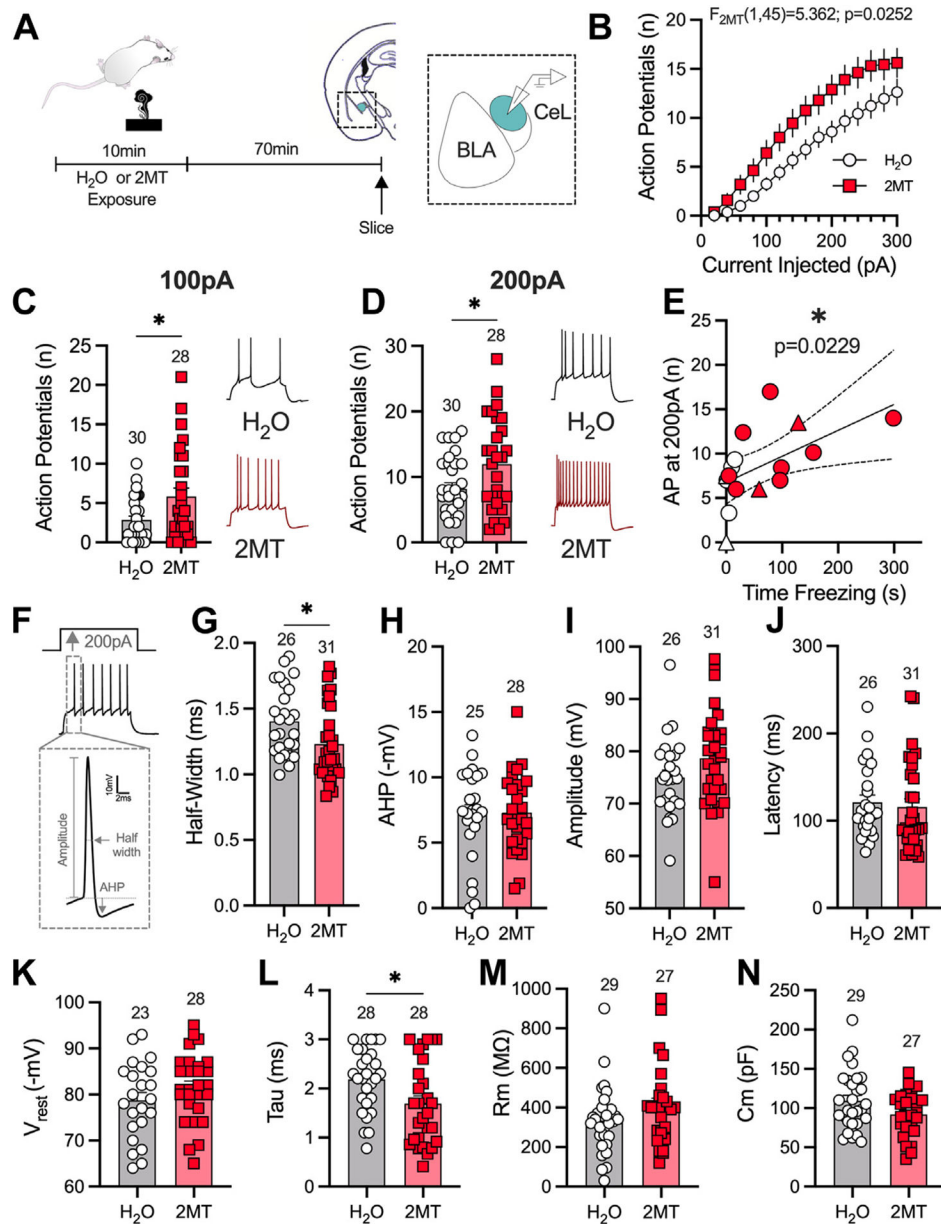 A
10min
70min
H₂O or 2MT
Exposure
Slice
BLA
CeL
B
F2MT(1,45)=5.362; p=0.0252
Action Potentials (n)
20
15
10
5
0
0
100
200
300
Current Injected (pA)
H₂O
2MT
100pA
C
Action Potentials (n)
25
20
15
10
5
0
*
30
28
H₂O
2MT
H₂O
2MT
200pA
D
Action Potentials (n)
30
20
10
0
*
30
28
H₂O
2MT
H₂O
2MT
E
*
p=0.0229
AP at 200pA (n)
25
20
15
10
5
0
0
100
200
300
Time Freezing (s)
F
200pA
10mV
2ms
Amplitude
Half
width
AHP
G
Half-Width (ms)
2.0
1.5
1.0
0.5
0.0
*
26
31
H₂O
2MT
H
AHP (-mV)
20
15
10
5
0
25
28
H₂O
2MT
I
Amplitude (mV)
100
90
80
70
60
50
26
31
H₂O
2MT
J
Latency (ms)
300
200
100
0
26
31
H₂O
2MT
K
Vrest (-mV)
100
90
80
70
60
23
28
H₂O
2MT
L
Tau (ms)
4
3
2
1
0
*
28
28
H₂O
2MT
M
Rm (MΩ)
1000
800
600
400
200
0
29
27
H₂O
2MT
N
Cm (pF)
250
200
150
100
50
0
29
27
H₂O
2MT